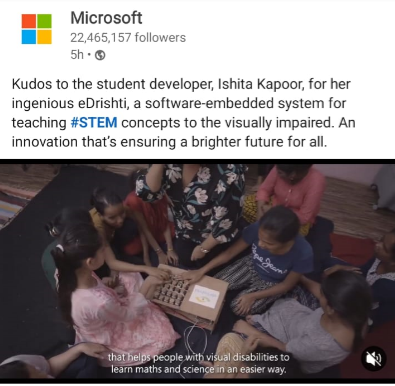 Microsoft
22,465,157 followers
5h •
Kudos to the student developer, Ishita Kapoor, for her
ingenious eDrishti, a software-embedded system for
teaching #STEM concepts to the visually impaired. An
innovation that's ensuring a brighter future for all.
that helps people with visual disabilities to
learn maths and science in an easier way.